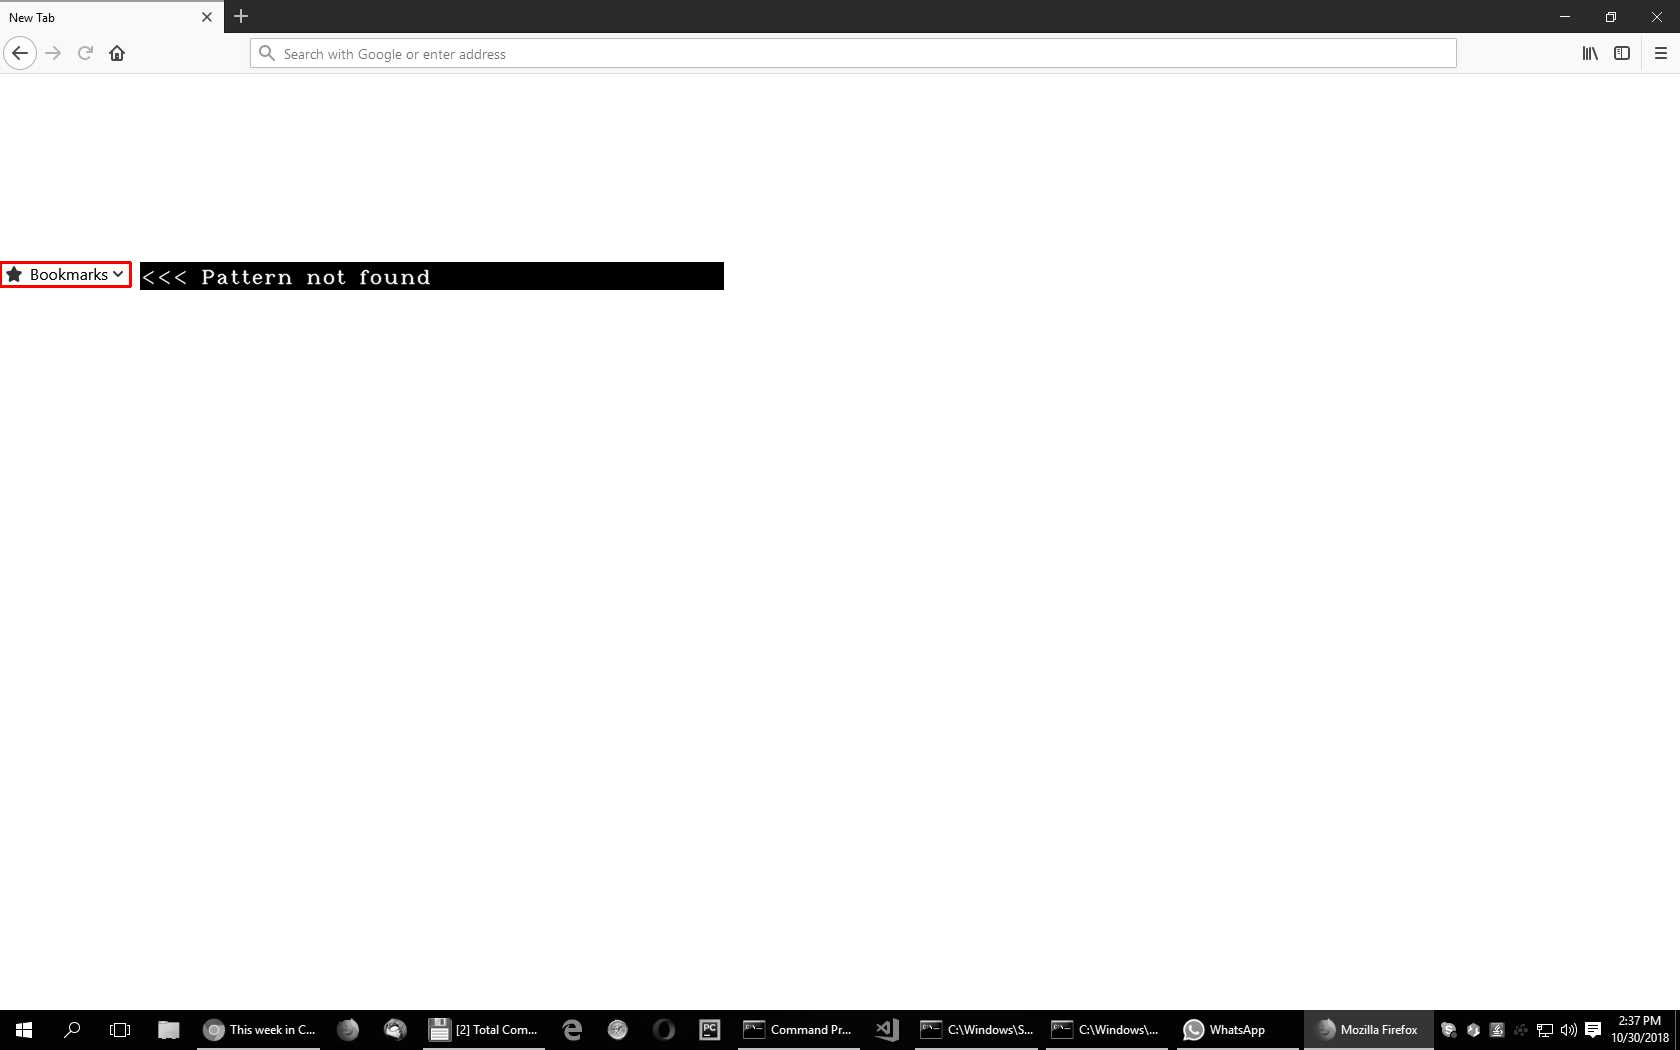 New Tab
Search with Google or enter address
Bookmarks
<<< Pattern not found
This week in C...
[2] Total Com...
PC
Command Pr...
C:\Windows\S...
C:\Windows\...
WhatsApp
Mozilla Firefox
2:37 PM
10/30/2018